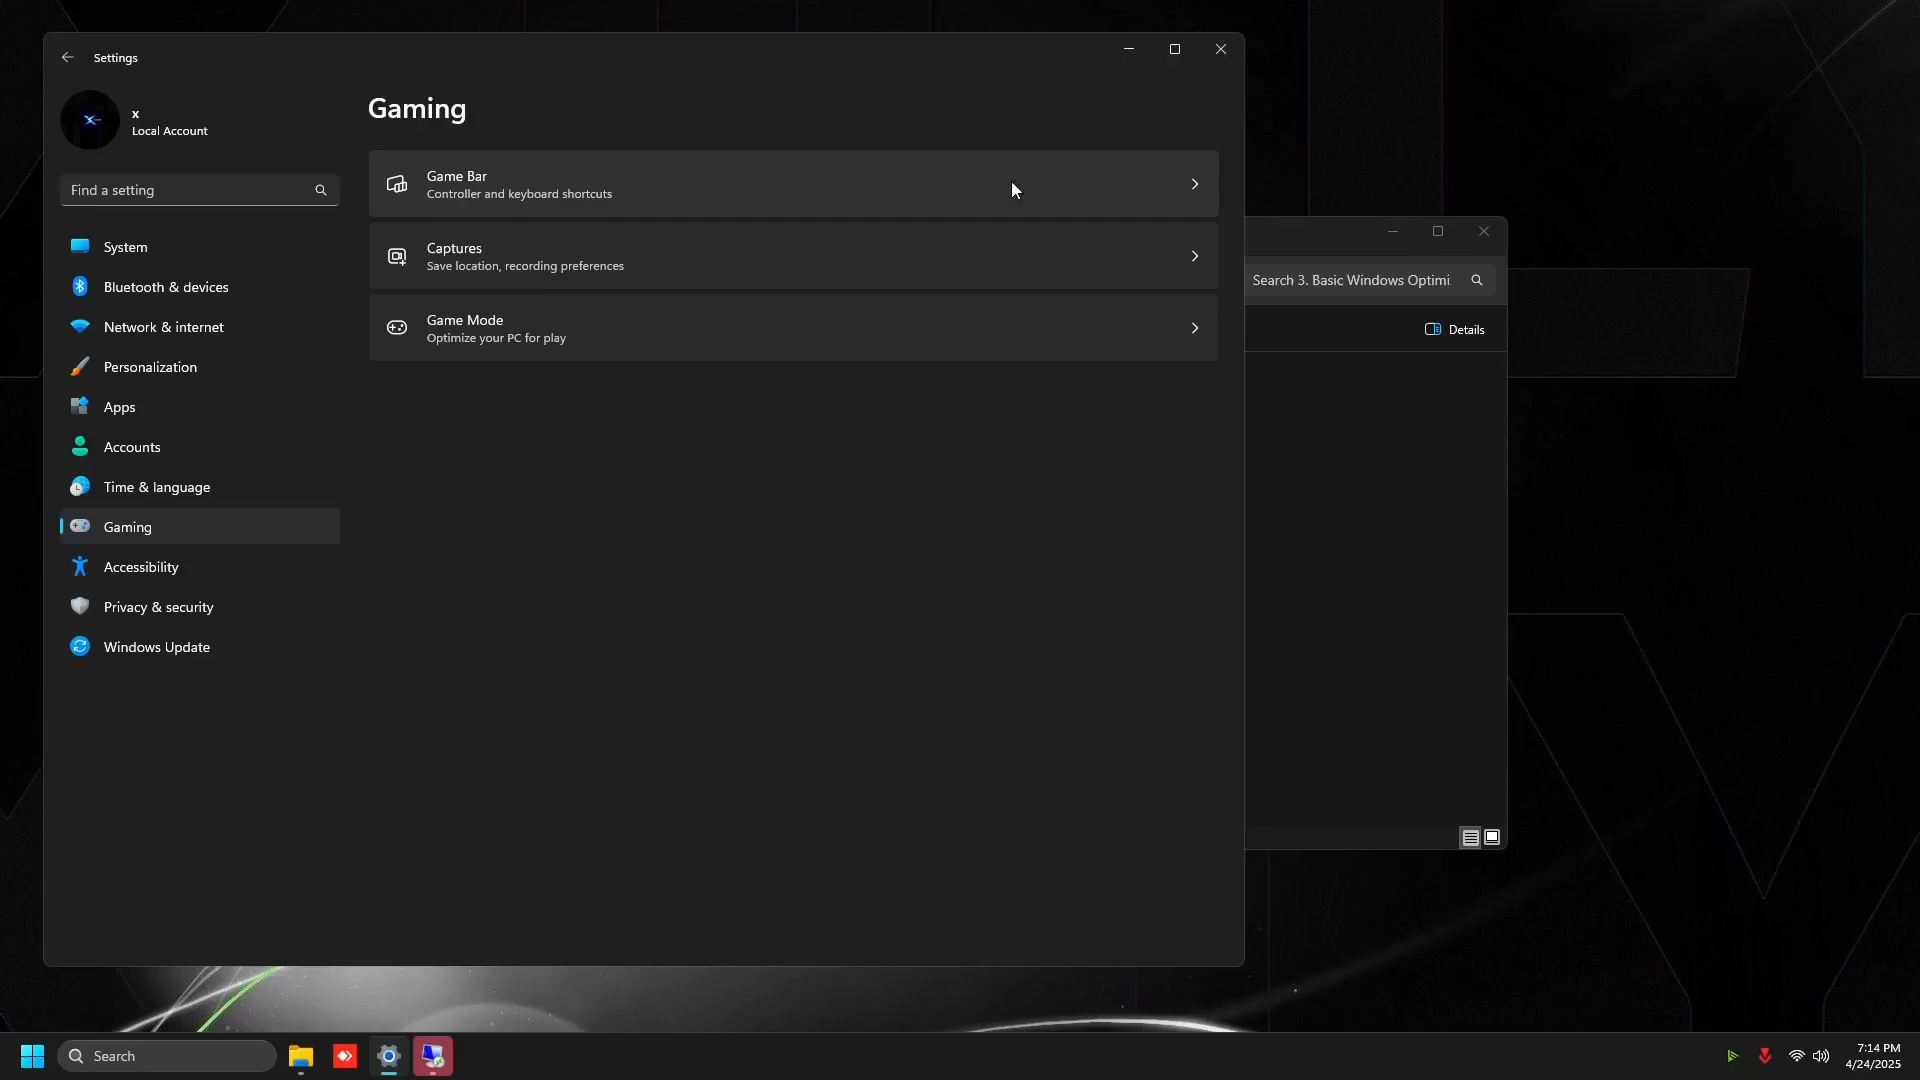 Settings
x
Local Account
Find a setting
System
Bluetooth & devices
Network & internet
Personalization
Apps
Accounts
Time & language
Gaming
Accessibility
Privacy & security
Windows Update
Gaming
Game Bar
Controller and keyboard shortcuts
Captures
Save location, recording preferences
Game Mode
Optimize your PC for play
Search 3. Basic Windows Optimi
Details
Search
7:14 PM
4/24/2025